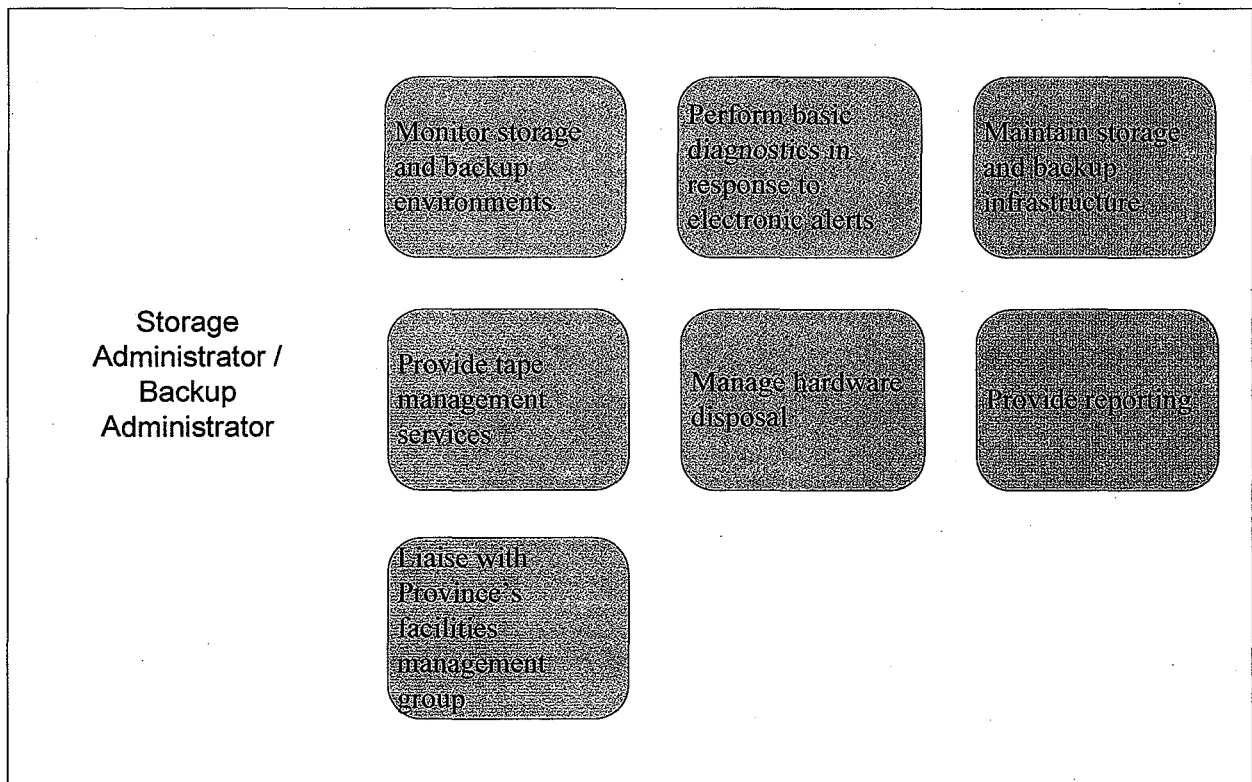 Storage
Administrator /
Backup
Administrator
Monitor storage
and backup
environments
Perform basic
diagnostics in
response to
electronic alerts
Maintain storage
and backup
infrastructure
Provide tape
management
services
Manage hardware
disposal
Provide reporting
Liaise with
Province's
facilities
management
group